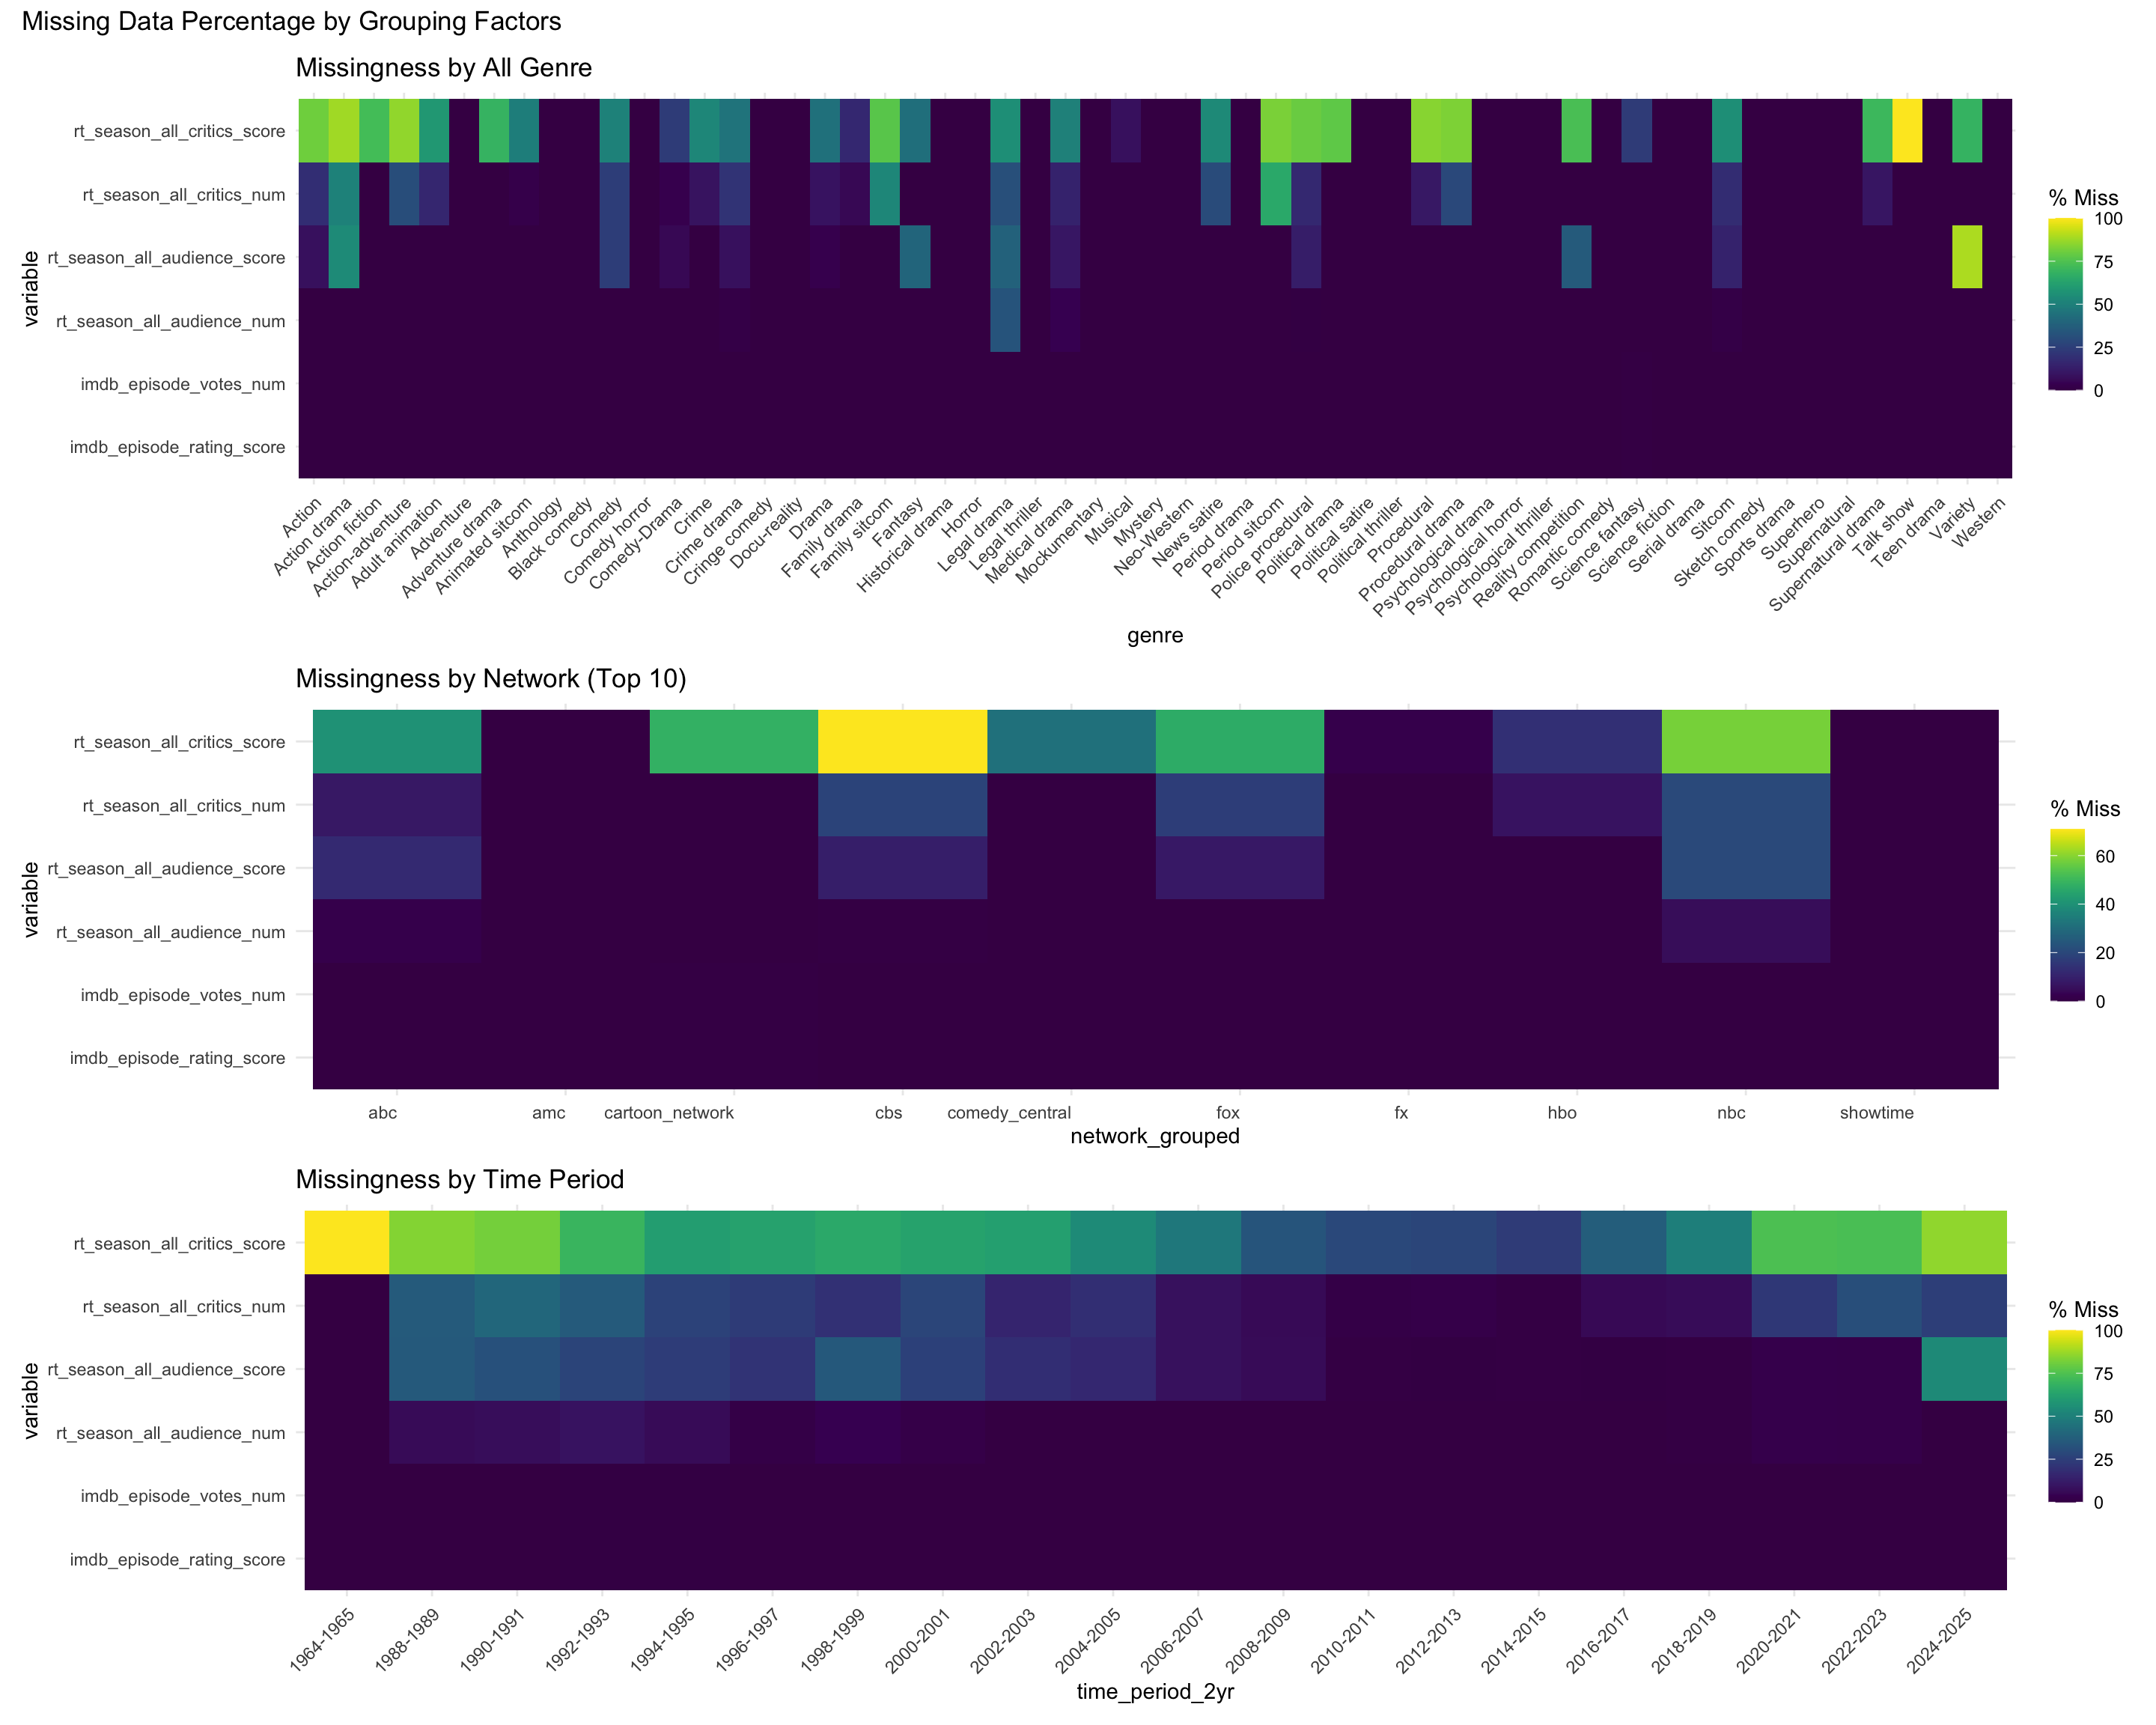 Missing Data Percentage by Grouping Factors
Missingness by All Genre
variable
rt_season_all_critics_score
rt_season_all_critics_num
rt_season_all_audience_score
rt_season_all_audience_num
imdb_episode_votes_num
imdb_episode_rating_score
Action
Action drama
Action fiction
Action-adventure
Adult animation
Adventure
Adventure drama
Animated sitcom
Anthology
Black comedy
Comedy
Comedy horror
Comedy-Drama
Crime
Crime drama
Cringe comedy
Docu-reality
Drama
Family drama
Family sitcom
Fantasy
Historical drama
Horror
Legal drama
Legal thriller
Medical drama
Mockumentary
Musical
Mystery
Neo-Western
News satire
Period drama
Period sitcom
Police procedural
Political drama
Political satire
Political thriller
Procedural
Procedural drama
Psychological drama
Psychological horror
Psychological thriller
Reality competition
Romantic comedy
Science fantasy
Science fiction
Serial drama
Sitcom
Sketch comedy
Sports drama
Superhero
Supernatural
Supernatural drama
Talk show
Teen drama
Variety
Western
genre
% Miss
100
75
50
25
0
Missingness by Network (Top 10)
variable
rt_season_all_critics_score
rt_season_all_critics_num
rt_season_all_audience_score
rt_season_all_audience_num
imdb_episode_votes_num
imdb_episode_rating_score
abc
amc
cartoon_network
cbs
comedy_central
fox
fx
hbo
nbc
showtime
network_grouped
% Miss
60
40
20
0
Missingness by Time Period
variable
rt_season_all_critics_score
rt_season_all_critics_num
rt_season_all_audience_score
rt_season_all_audience_num
imdb_episode_votes_num
imdb_episode_rating_score
1964-1965
1988-1989
1990-1991
1992-1993
1994-1995
1996-1997
1998-1999
2000-2001
2002-2003
2004-2005
2006-2007
2008-2009
2010-2011
2012-2013
2014-2015
2016-2017
2018-2019
2020-2021
2022-2023
2024-2025
time_period_2yr
% Miss
100
75
50
25
0